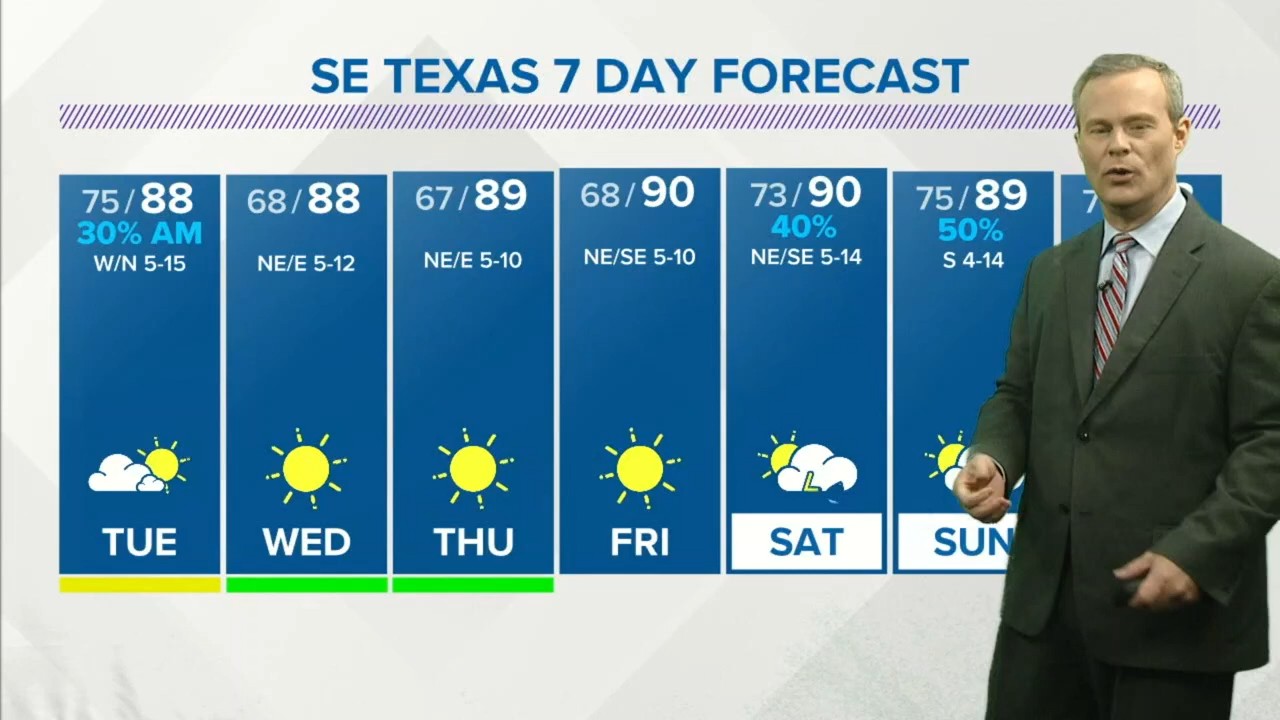 SE TEXAS 7 DAY FORECAST
75/88
30% AM
W/N 5-15
TUE
68/88
NE/E 5-12
WED
67/89
NE/E 5-10
THU
68/90
NE/SE 5-10
FRI
73/90
40%
NE/SE 5-14
SAT
75/89
50%
S 4-14
SUN